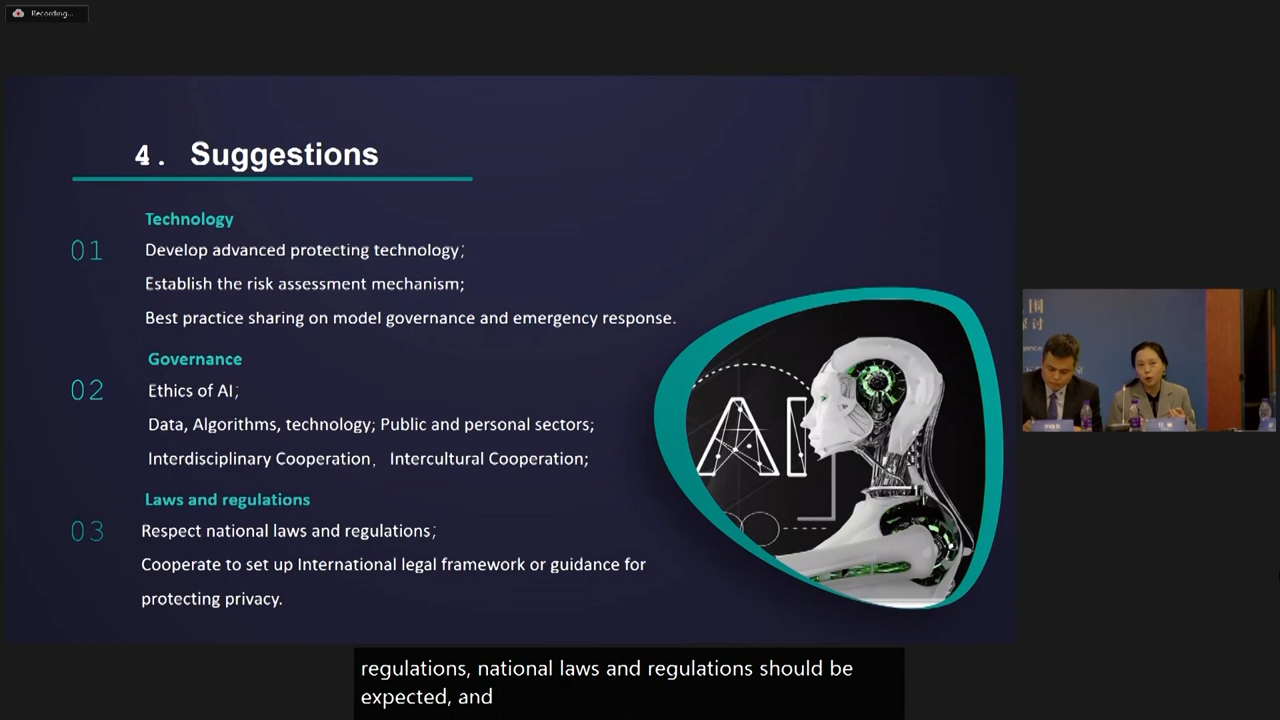 Recording...
4. Suggestions
Technology
01
Develop advanced protecting technology;
Establish the risk assessment mechanism;
Best practice sharing on model governance and emergency response.
Governance
02
Ethics of AI;
Data, Algorithms, technology; Public and personal sectors;
Interdisciplinary Cooperation, Intercultural Cooperation;
Laws and regulations
03
Respect national laws and regulations;
Cooperate to set up International legal framework or guidance for
protecting privacy.
AI
regulations, national laws and regulations should be
expected, and